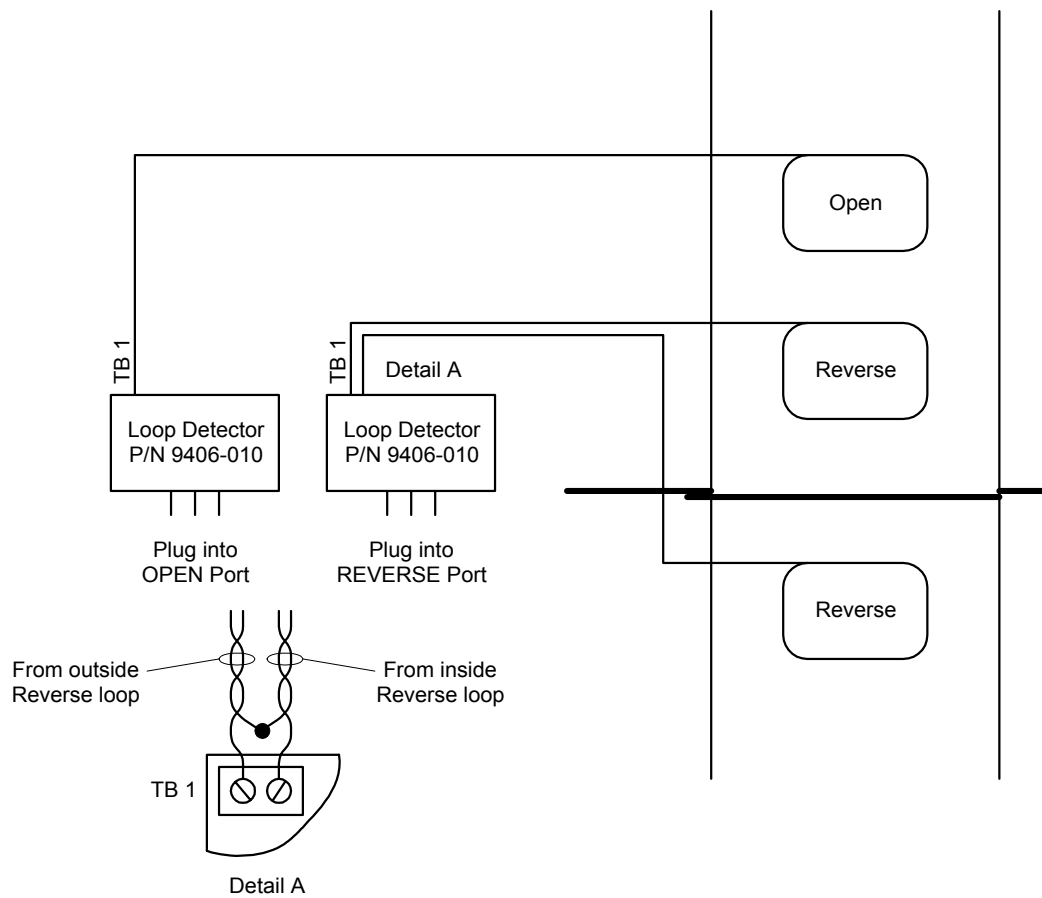 Open
TB 1
TB 1
Detail A
Reverse
Loop Detector
P/N 9406-010
Loop Detector
P/N 9406-010
Plug into
OPEN Port
Plug into
REVERSE Port
Reverse
From outside
Reverse loop
From inside
Reverse loop
TB 1
Detail A